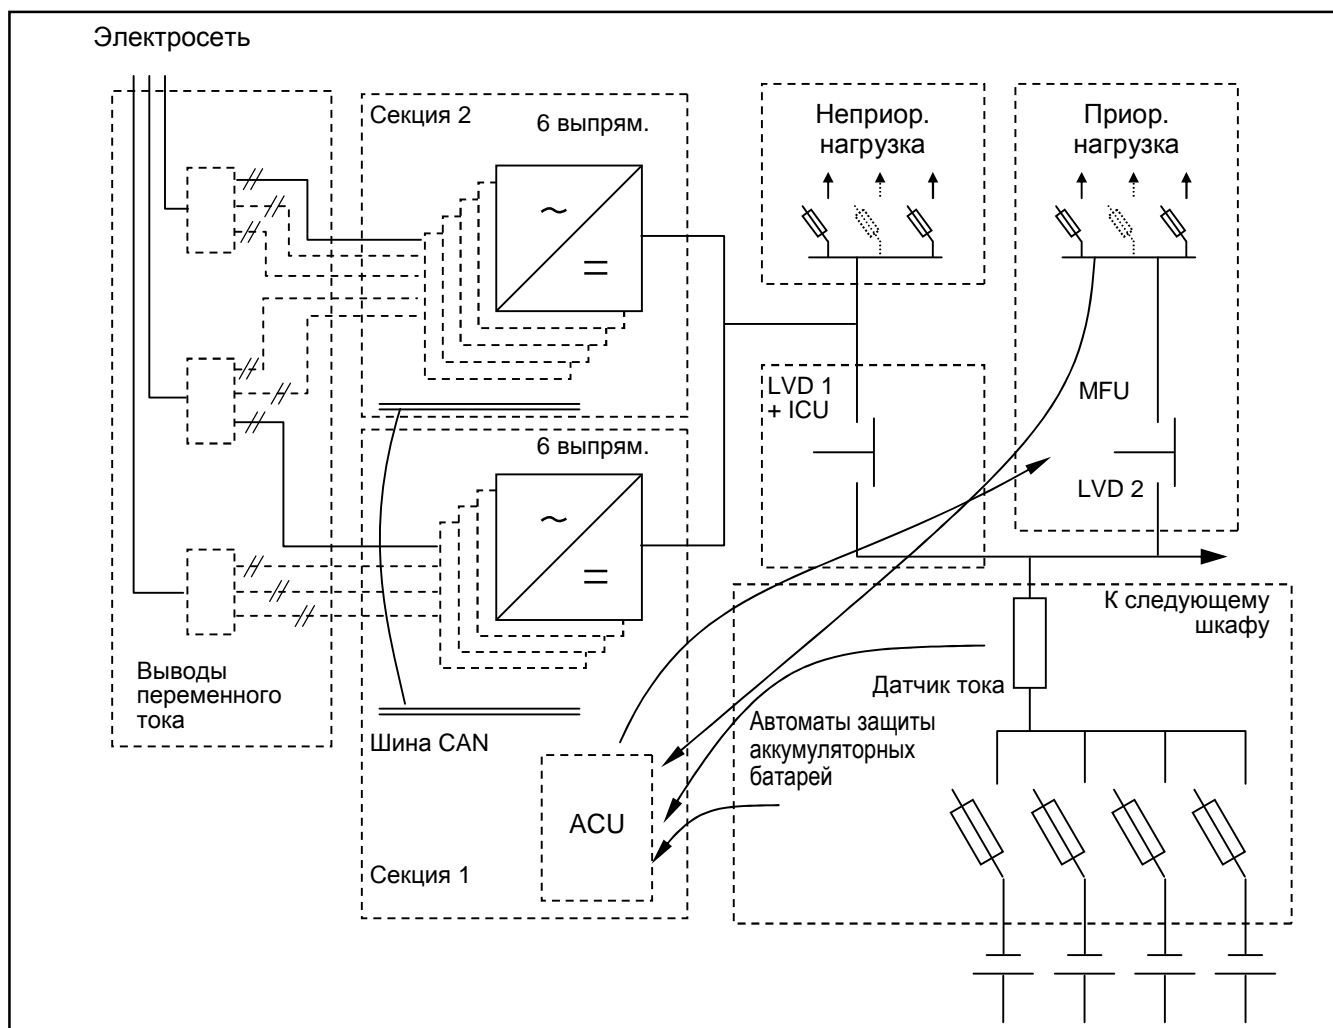 Электросеть
Секция 2
6 выпрям.
Неприор.
нагрузка
Приор.
нагрузка
~
=
LVD 1
+ ICU
MFU
LVD 2
6 выпрям.
~
=
К следующему
шкафу
Выводы
переменного
тока
Датчик тока
Шина CAN
Автоматы защиты
аккумуляторных
батарей
ACU
Секция 1